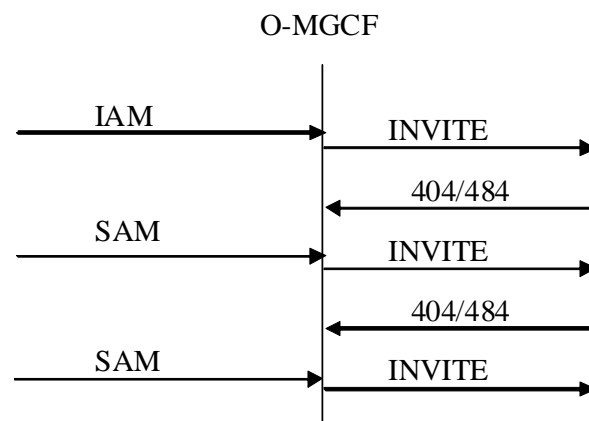 O-MGCF
IAM
INVITE
404/484
SAM
INVITE
404/484
SAM
INVITE